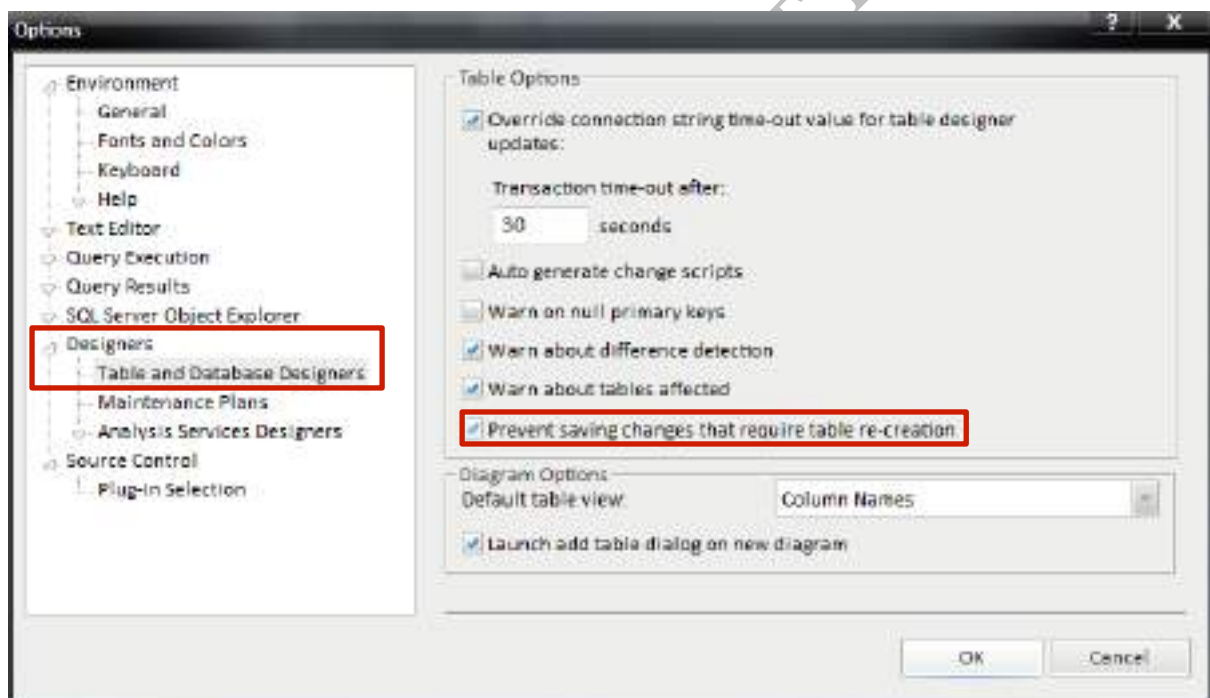 Options
? X
Environment
General
Fonts and Colors
Keyboard
Help
Text Editor
Query Execution
Query Results
SQL Server Object Explorer
Designers
Table and Database Designers
Maintenance Plans
Analysis Services Designers
Source Control
Plug-in Selection
Table Options
Override connection string time-out value for table designer
updates:
Transaction time-out after:
30 seconds
Auto generate change scripts
Warn on null primary keys
Warn about difference detection
Warn about tables affected
Prevent saving changes that require table re-creation
Diagram Options
Default table view: Column Names
Launch add table dialog on new diagram
OK Cancel